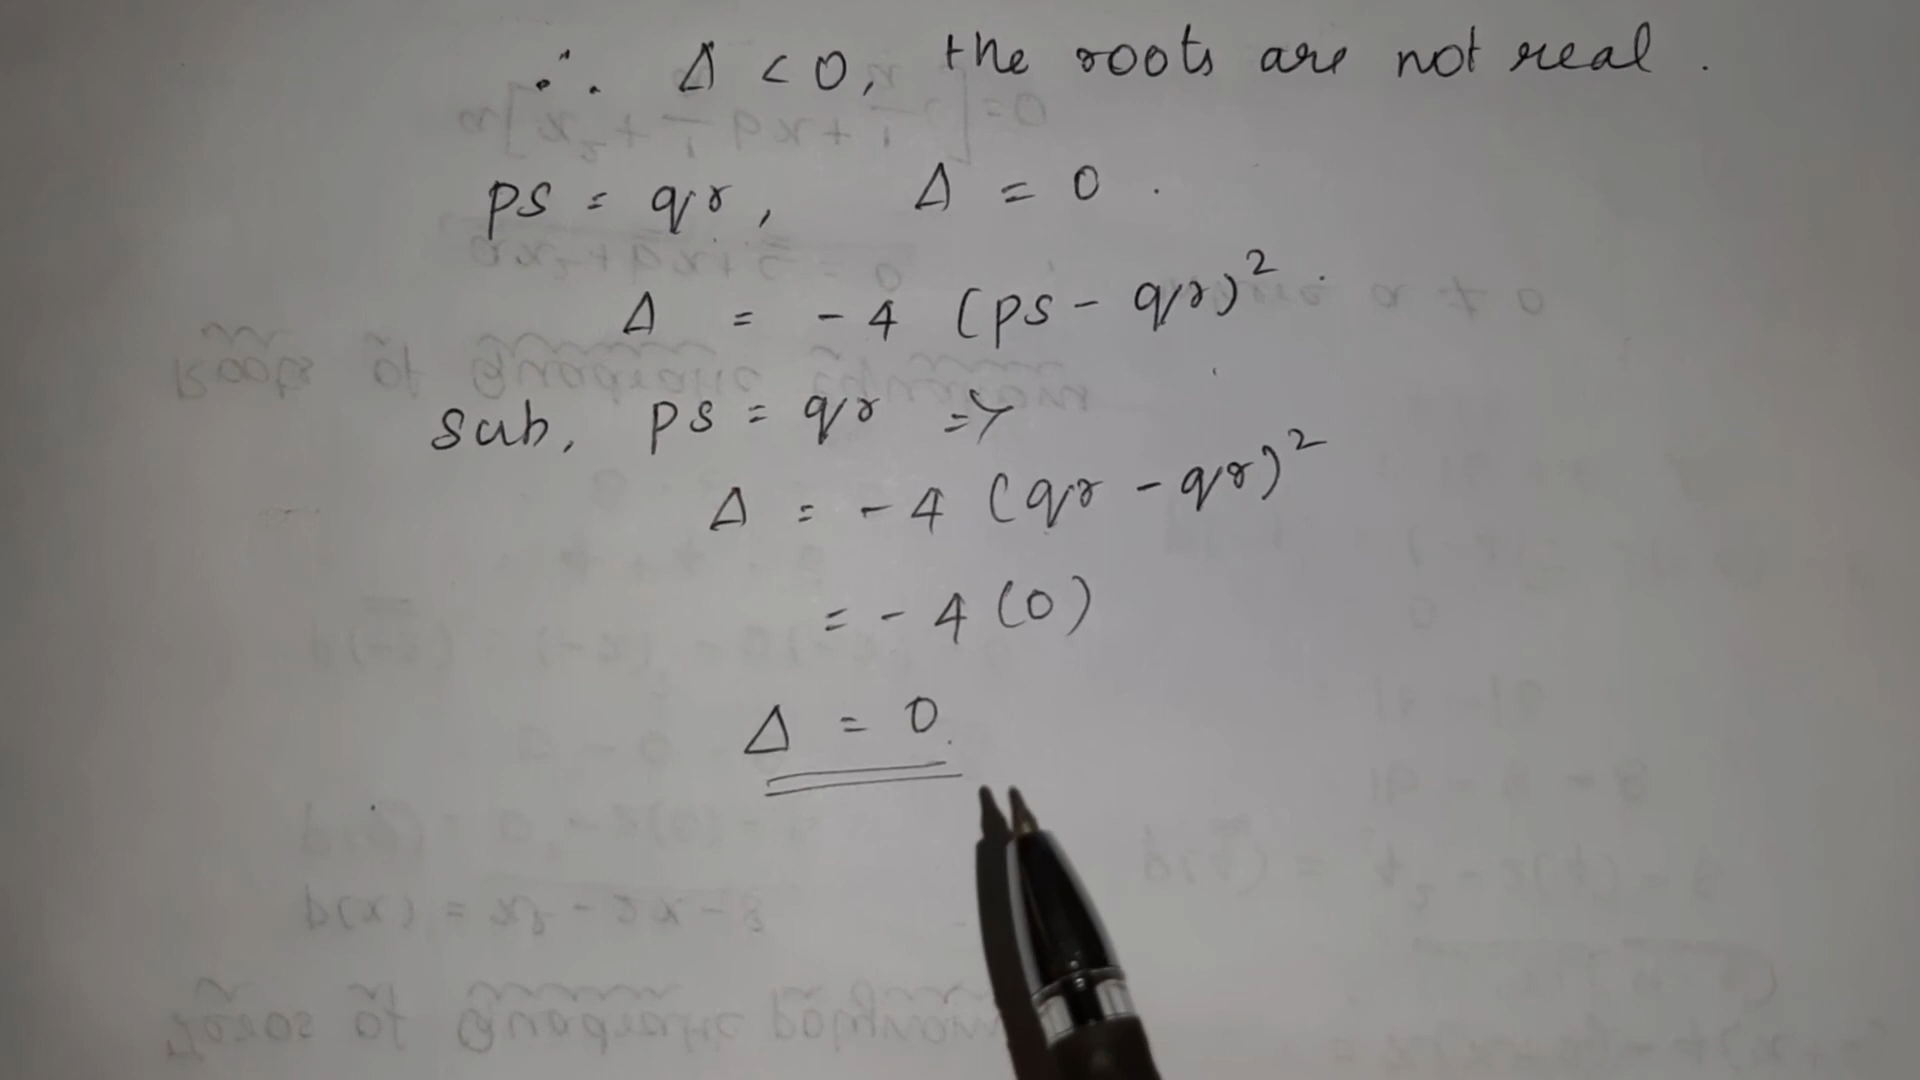 ∴ Δ < 0, the roots are not real.
ps = qr, Δ = 0.
Δ = -4 (ps - qr)²
sub, ps = qr =>
Δ = -4 (qr - qr)²
= -4 (0)
Δ = 0